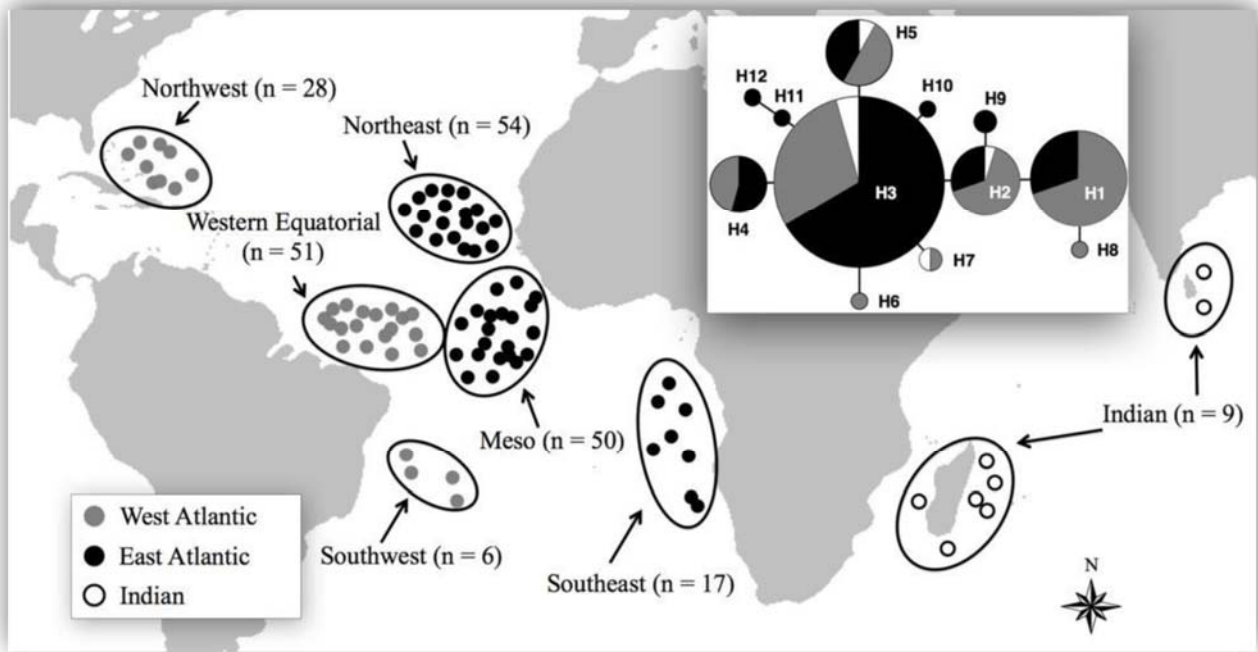 Northwest (n = 28)
Northeast (n = 54)
Western Equatorial
(n = 51)
Meso (n = 50)
Southwest (n = 6)
Southeast (n = 17)
Indian (n = 9)
West Atlantic
East Atlantic
Indian
H5
H12
H11
H10
H9
H3
H2
H1
H4
H7
H8
H6
N